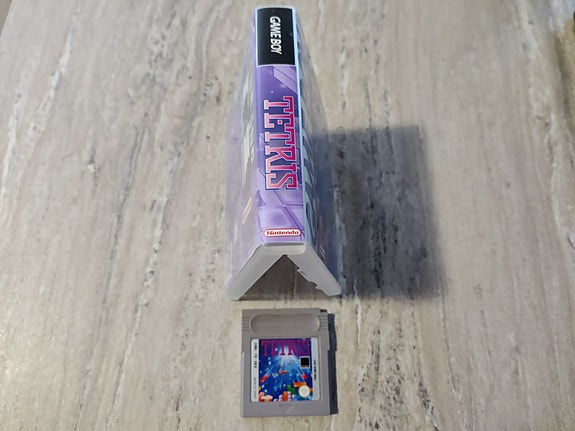 GAME BOY
TETRIS
Nintendo
TETRIS